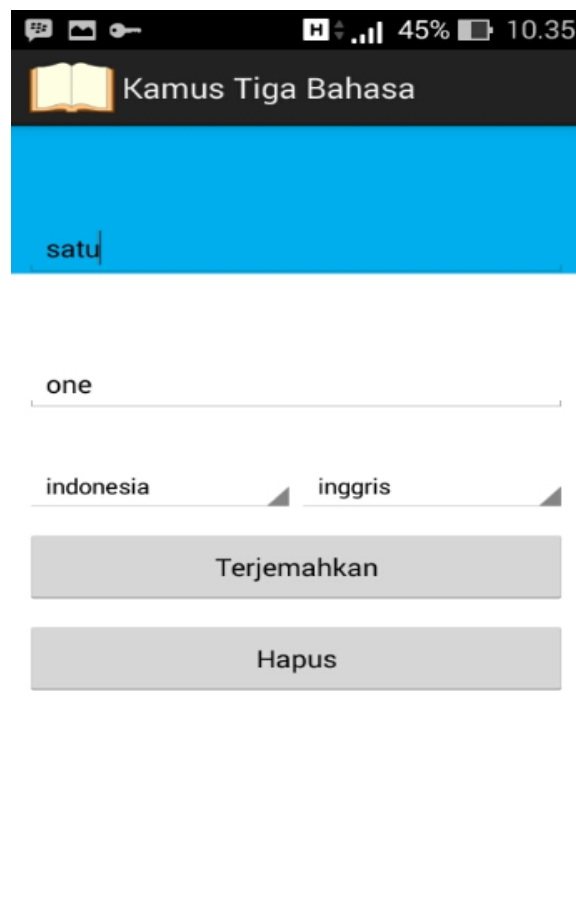 H 45% 10.35
Kamus Tiga Bahasa
satu
one
indonesia inggris
Terjemahkan
Hapus